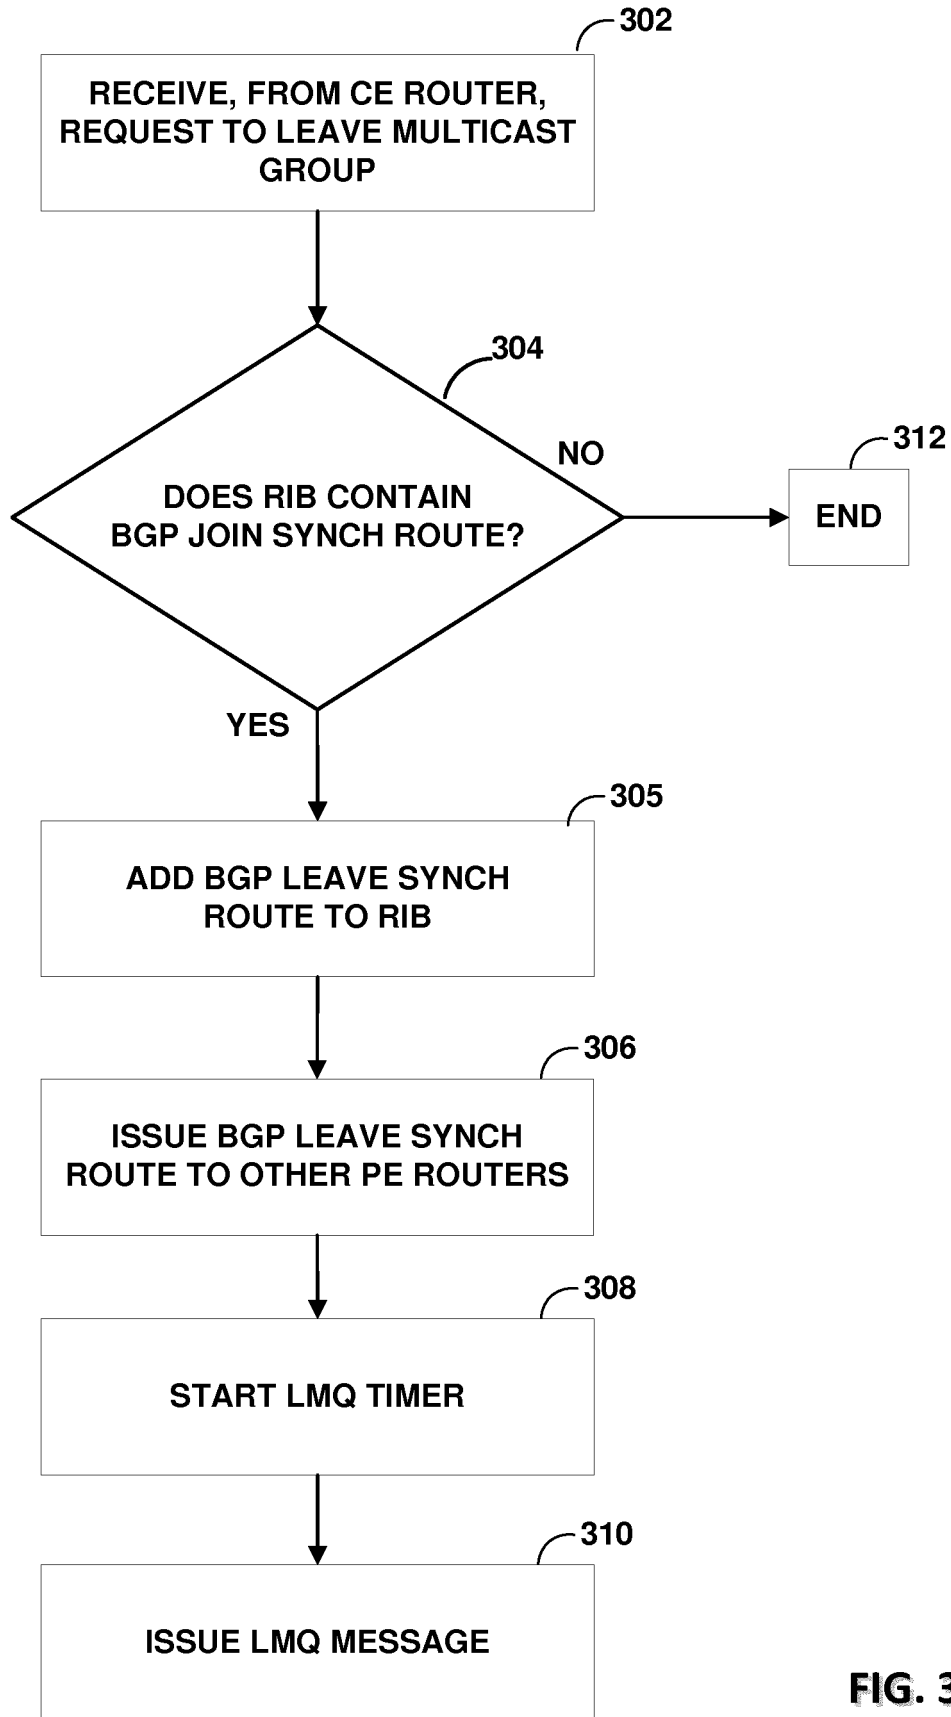 302
RECEIVE, FROM CE ROUTER,
REQUEST TO LEAVE MULTICAST
GROUP
304
DOES RIB CONTAIN
BGP JOIN SYNCH ROUTE?
NO
312
END
YES
305
ADD BGP LEAVE SYNCH
ROUTE TO RIB
306
ISSUE BGP LEAVE SYNCH
ROUTE TO OTHER PE ROUTERS
308
START LMQ TIMER
310
ISSUE LMQ MESSAGE
FIG. 3